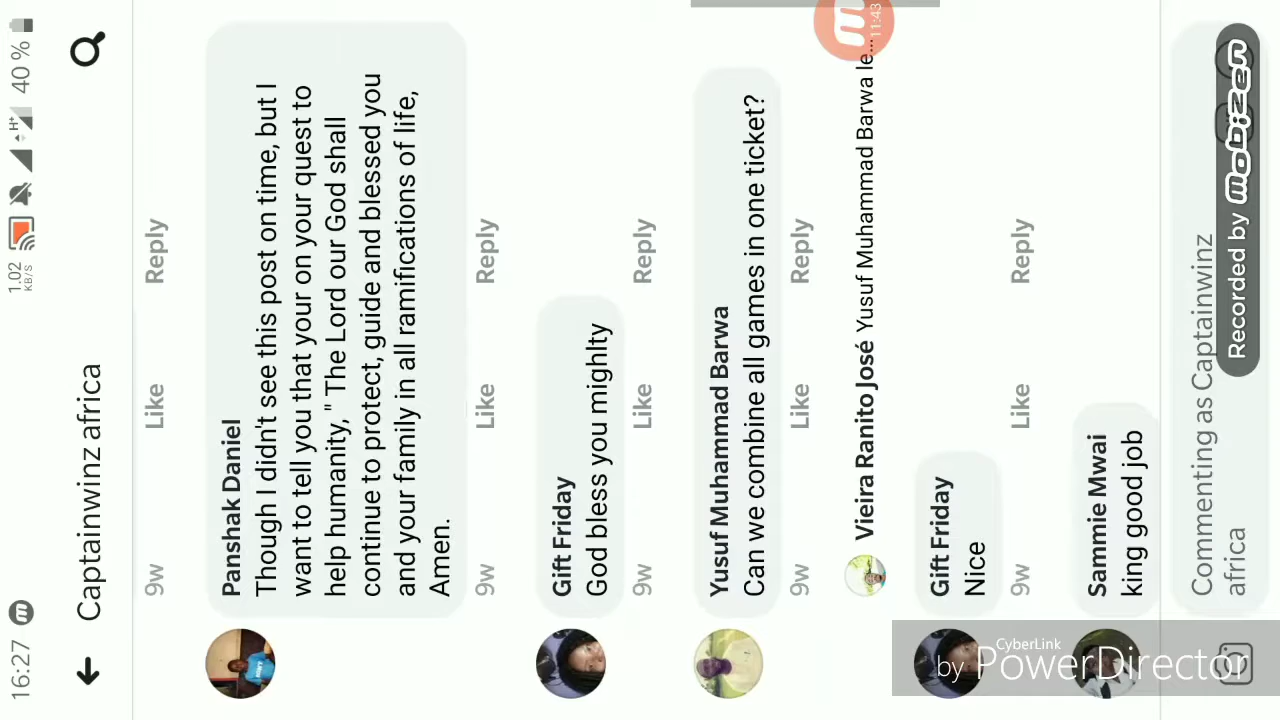 16:27
1.02
KB/S
H+
40 %
Captainwinz africa
9w Like Reply
Panshak Daniel
Though I didn't see this post on time, but I
want to tell you that your on your quest to
help humanity, " The Lord our God shall
continue to protect, guide and blessed you
and your family in all ramifications of life,
Amen.
9w Like Reply
Gift Friday
God bless you mighlty
9w Like Reply
Yusuf Muhammad Barwa
Can we combine all games in one ticket?
9w Like Reply
Vieira Ranito José Yusuf Muhammad Barwa le...
11:43
Gift Friday
Nice
9w Like Reply
Sammie Mwai
king good job
Commenting as Captainwinz
africa
Recorded by mobizen
CyberLink
by PowerDirector